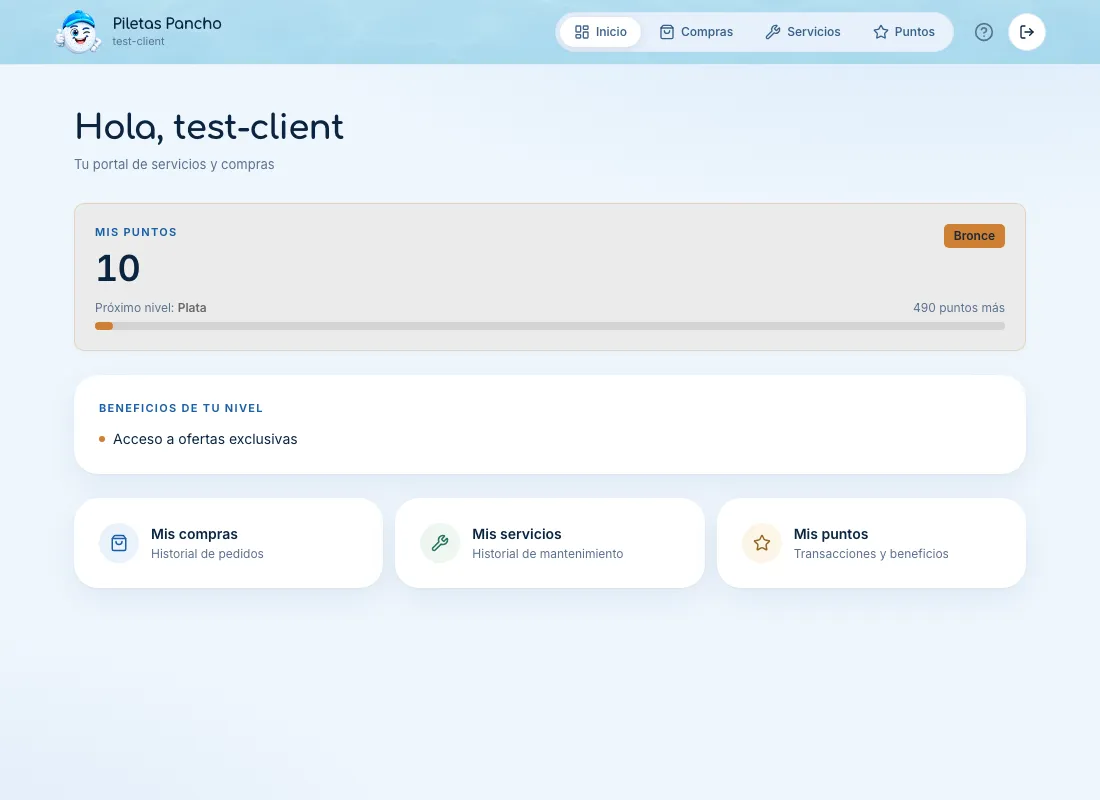 Piletas Pancho
test-client
Inicio
Compras
Servicios
Puntos
Hola, test-client
Tu portal de servicios y compras
MIS PUNTOS
Bronce
10
Próximo nivel: Plata
490 puntos más
BENEFICIOS DE TU NIVEL
Acceso a ofertas exclusivas
Mis compras
Historial de pedidos
Mis servicios
Historial de mantenimiento
Mis puntos
Transacciones y beneficios